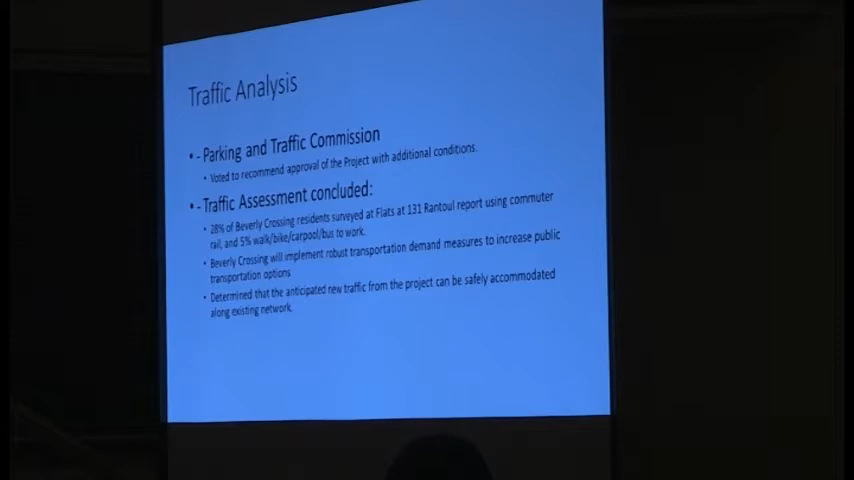 Traffic Analysis
• - Parking and Traffic Commission
• Voted to recommend approval of the Project with additional conditions.
• - Traffic Assessment concluded:
• 28% of Beverly Crossing residents surveyed at Flats at 131 Rantoul report using commuter
rail, and 5% walk/bike/carpool/bus to work.
• Beverly Crossing will implement robust transportation demand measures to increase public
transportation options
• Determined that the anticipated new traffic from the project can be safely accommodated
along existing network.